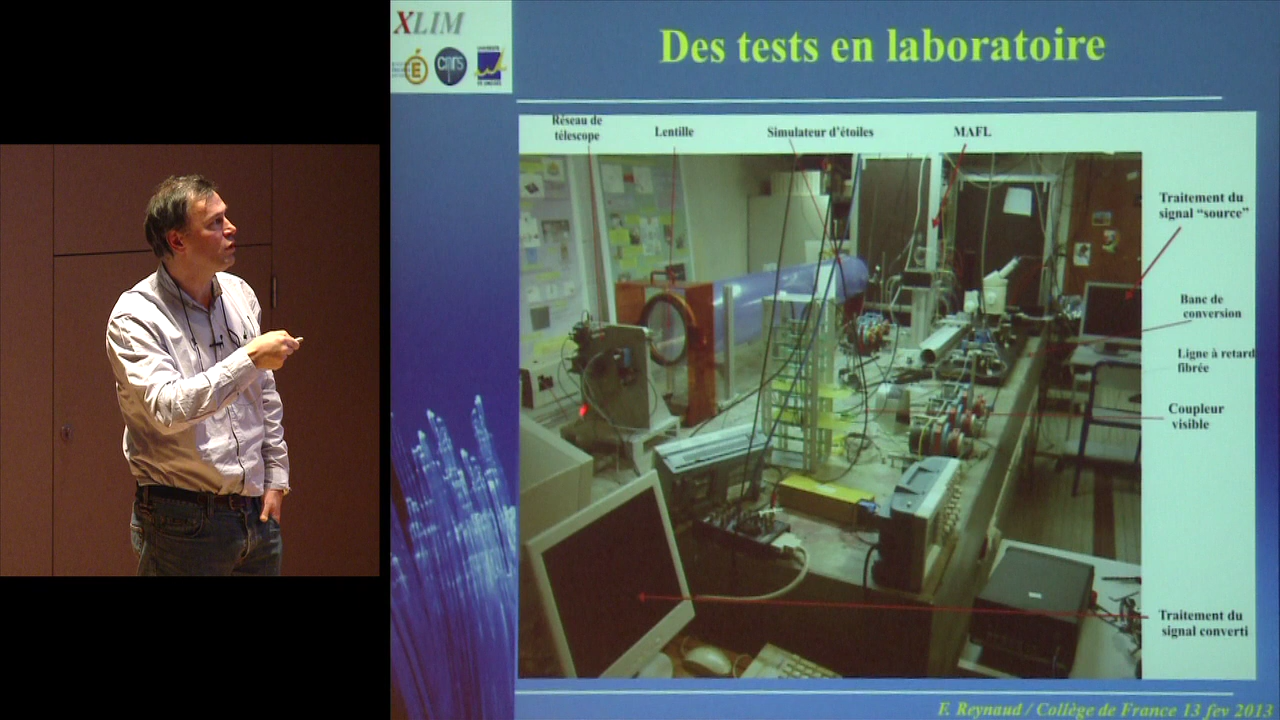 XLIM
cnrs
Des tests en laboratoire
Réseau de
télescope
Lentille
Simulateur d'étoiles
MAFL
Traitement du
signal "source"
Banc de
conversion
Ligne à retard
fibrée
Coupleur
visible
Traitement du
signal converti
F. Reynaud / Collège de France 13 fev 2013